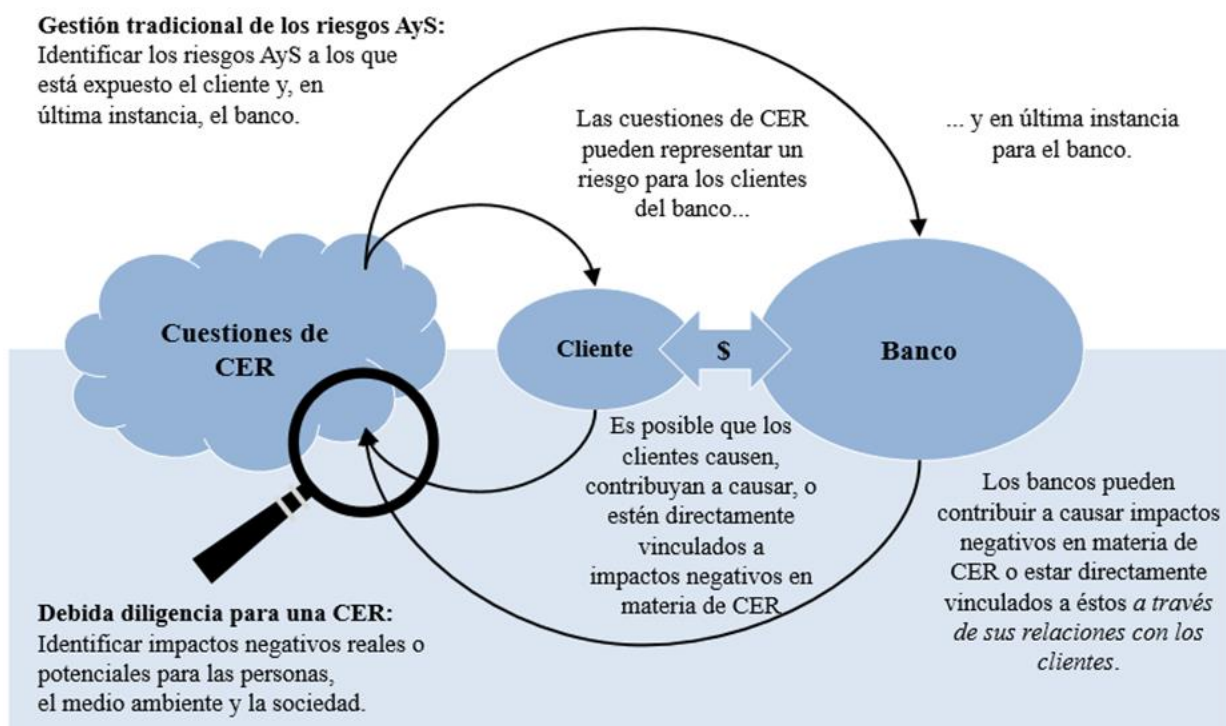 Gestión tradicional de los riesgos AyS:
Identificar los riesgos AyS a los que
está expuesto el cliente y, en
última instancia, el banco.
Las cuestiones de CER
pueden representar un
riesgo para los clientes
del banco...
... y en última instancia
para el banco.
Cuestiones de
CER
Cliente
$
Banco
Es posible que los
clientes causen,
contribuyan a causar, o
estén directamente
vinculados a
impactos negativos en
materia de CER
Los bancos pueden
contribuir a causar impactos
negativos en materia de
CER o estar directamente
vinculados a éstos a través
de sus relaciones con los
clientes.
Debida diligencia para una CER:
Identificar impactos negativos reales o
potenciales para las personas,
el medio ambiente y la sociedad.